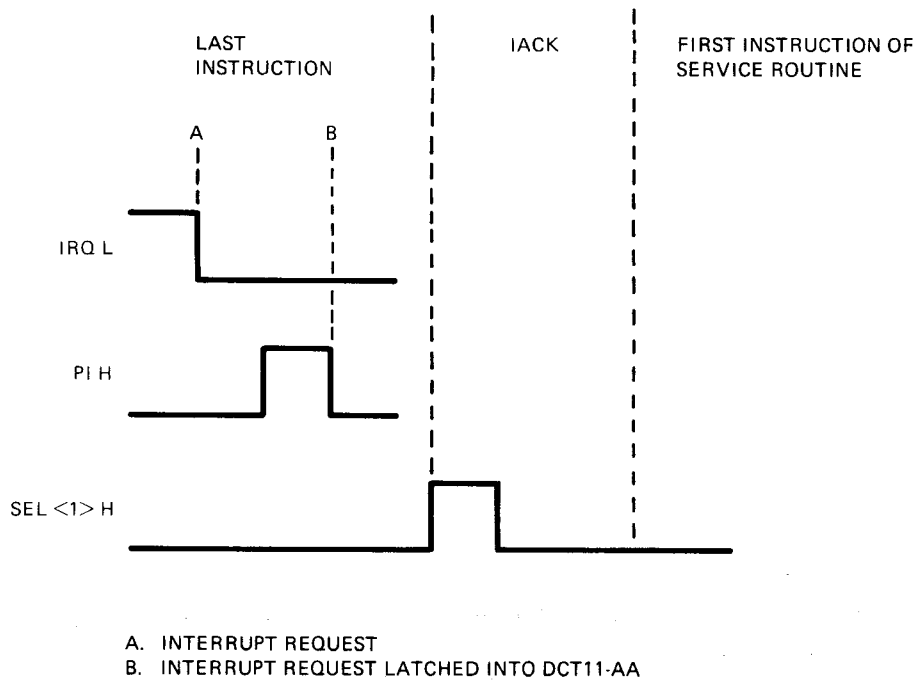 LAST
INSTRUCTION
IACK
FIRST INSTRUCTION OF
SERVICE ROUTINE
A
B
IRQ L
PI H
SEL <1> H
A. INTERRUPT REQUEST
B. INTERRUPT REQUEST LATCHED INTO DCT11-AA